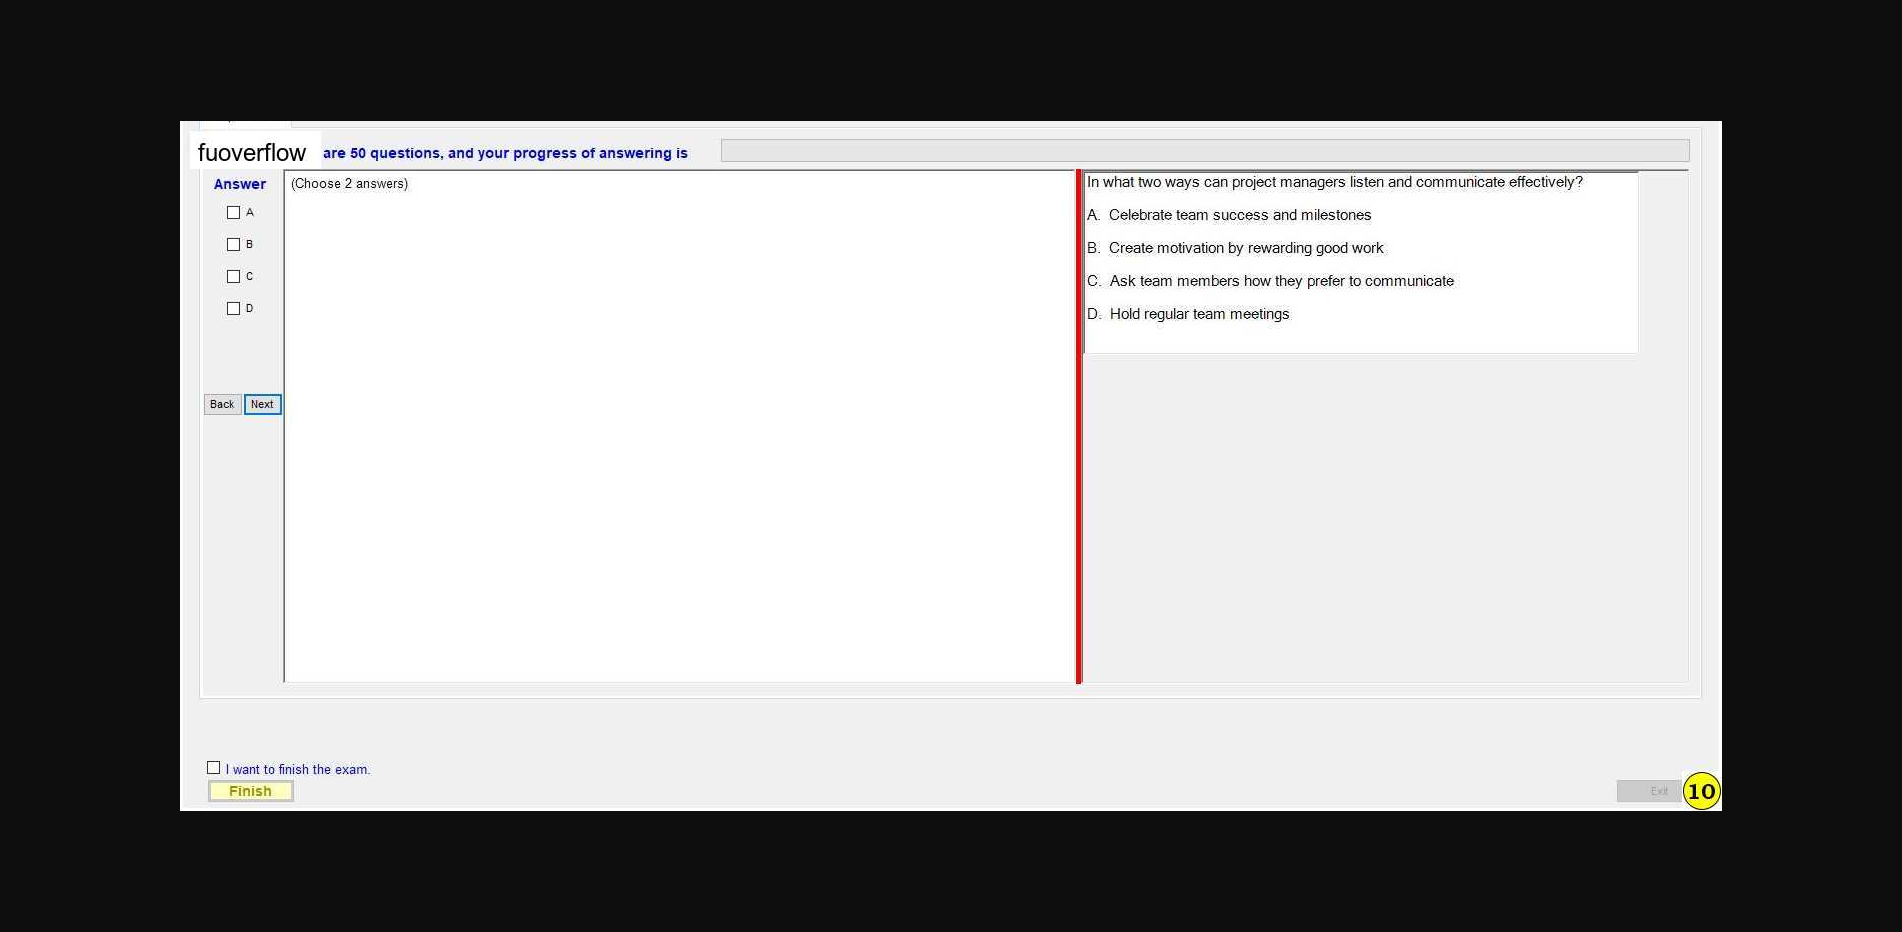 fuoverflow are 50 questions, and your progress of answering is
Answer
A
B
C
D
Back Next
(Choose 2 answers)
In what two ways can project managers listen and communicate effectively?
A. Celebrate team success and milestones
B. Create motivation by rewarding good work
C. Ask team members how they prefer to communicate
D. Hold regular team meetings
I want to finish the exam.
Finish
Exit
10